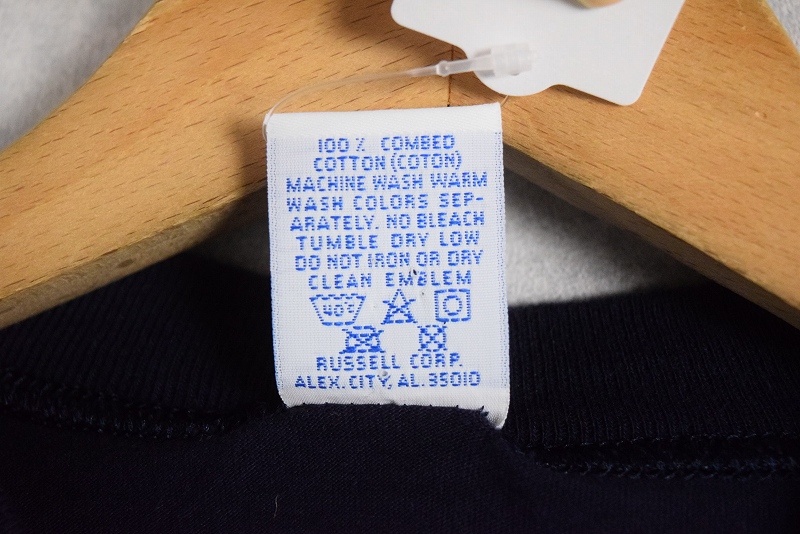 100% COMBED
COTTON (COTON)
MACHINE WASH WARM
WASH COLORS SEP-
ARATELY. NO BLEACH
TUMBLE DRY LOW
DO NOT IRON OR DRY
CLEAN EMBLEM
40°
RUSSELL CORP.
ALEX. CITY, AL. 35010